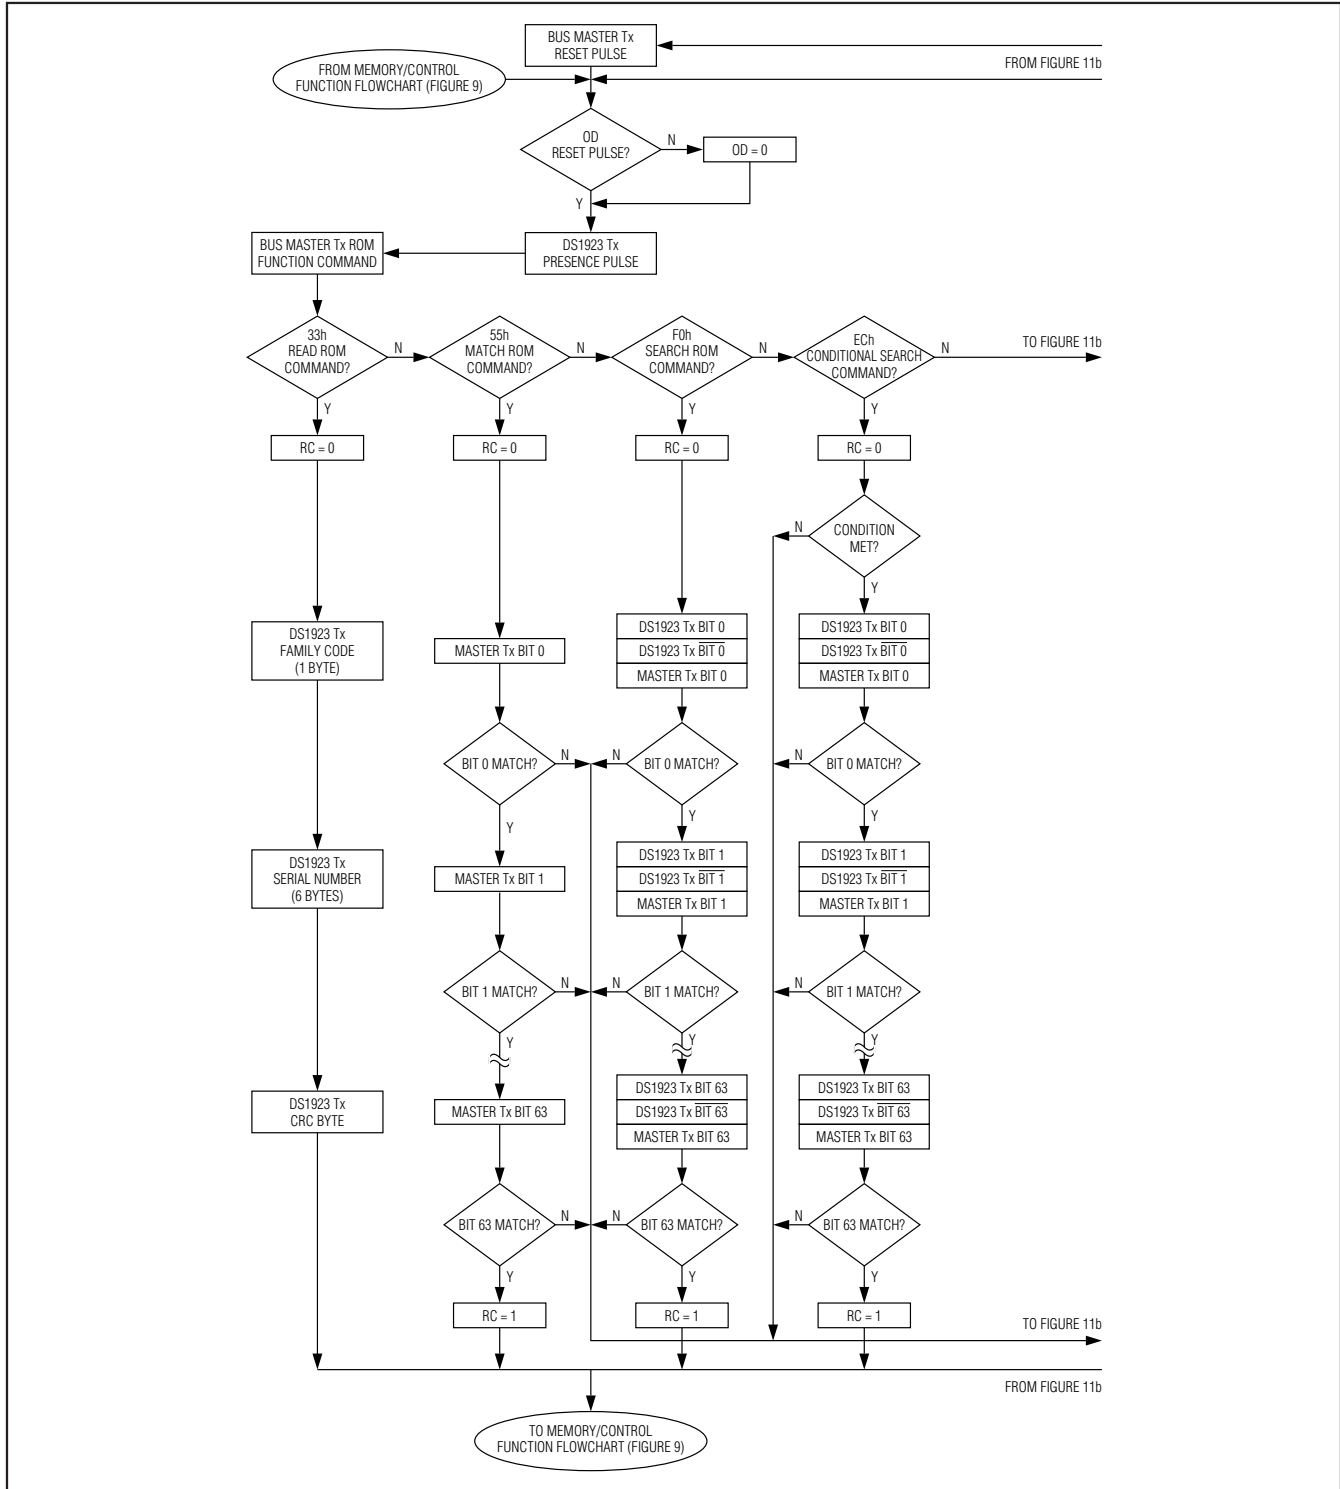 BUS MASTER Tx
RESET PULSE
FROM FIGURE 11b
FROM MEMORY/CONTROL
FUNCTION FLOWCHART (FIGURE 9)
OD
RESET PULSE?
N
OD = 0
Y
BUS MASTER Tx ROM
FUNCTION COMMAND
DS1923 Tx
PRESENCE PULSE
33h
READ ROM
COMMAND?
N
55h
MATCH ROM
COMMAND?
N
F0h
SEARCH ROM
COMMAND?
N
ECh
CONDITIONAL SEARCH
COMMAND?
N
TO FIGURE 11b
Y
Y
Y
Y
RC = 0
RC = 0
RC = 0
RC = 0
N
CONDITION
MET?
Y
DS1923 Tx
FAMILY CODE
(1 BYTE)
MASTER Tx BIT 0
DS1923 Tx BIT 0
DS1923 Tx BIT 0
MASTER Tx BIT 0
DS1923 Tx BIT 0
DS1923 Tx BIT 0
MASTER Tx BIT 0
BIT 0 MATCH?
N
N
BIT 0 MATCH?
N
BIT 0 MATCH?
Y
Y
Y
DS1923 Tx
SERIAL NUMBER
(6 BYTES)
MASTER Tx BIT 1
DS1923 Tx BIT 1
DS1923 Tx BIT 1
MASTER Tx BIT 1
DS1923 Tx BIT 1
DS1923 Tx BIT 1
MASTER Tx BIT 1
BIT 1 MATCH?
N
N
BIT 1 MATCH?
N
BIT 1 MATCH?
Y
Y
Y
DS1923 Tx
CRC BYTE
MASTER Tx BIT 63
DS1923 Tx BIT 63
DS1923 Tx BIT 63
MASTER Tx BIT 63
DS1923 Tx BIT 63
DS1923 Tx BIT 63
MASTER Tx BIT 63
BIT 63 MATCH?
N
N
BIT 63 MATCH?
N
BIT 63 MATCH?
Y
Y
Y
RC = 1
RC = 1
RC = 1
TO FIGURE 11b
FROM FIGURE 11b
TO MEMORY/CONTROL
FUNCTION FLOWCHART (FIGURE 9)